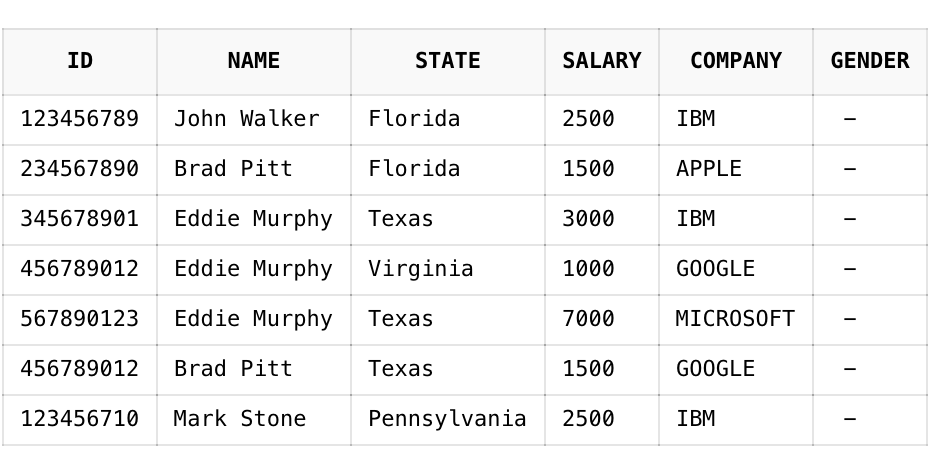 ID NAME STATE SALARY COMPANY GENDER
123456789 John Walker Florida 2500 IBM –
234567890 Brad Pitt Florida 1500 APPLE –
345678901 Eddie Murphy Texas 3000 IBM –
456789012 Eddie Murphy Virginia 1000 GOOGLE –
567890123 Eddie Murphy Texas 7000 MICROSOFT –
456789012 Brad Pitt Texas 1500 GOOGLE –
123456710 Mark Stone Pennsylvania 2500 IBM –